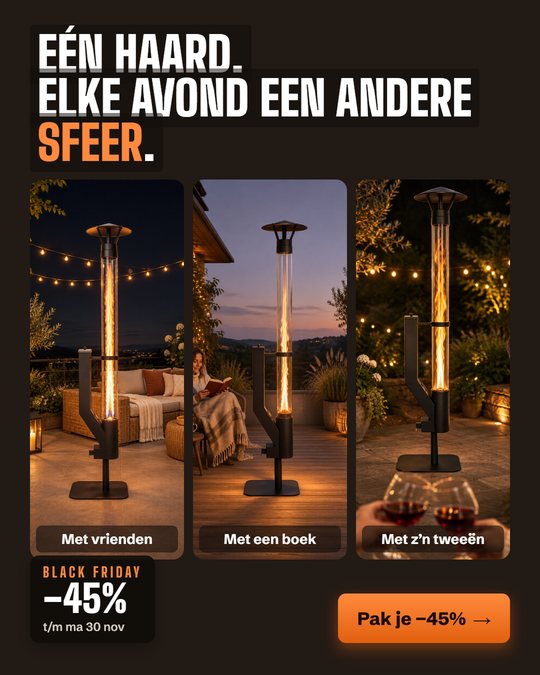 EÉN HAARD.
ELKE AVOND EEN ANDERE
SFEER.
Met vrienden
Met een boek
Met z'n tweeën
BLACK FRIDAY
−45%
t/m ma 30 nov
Pak je −45% →